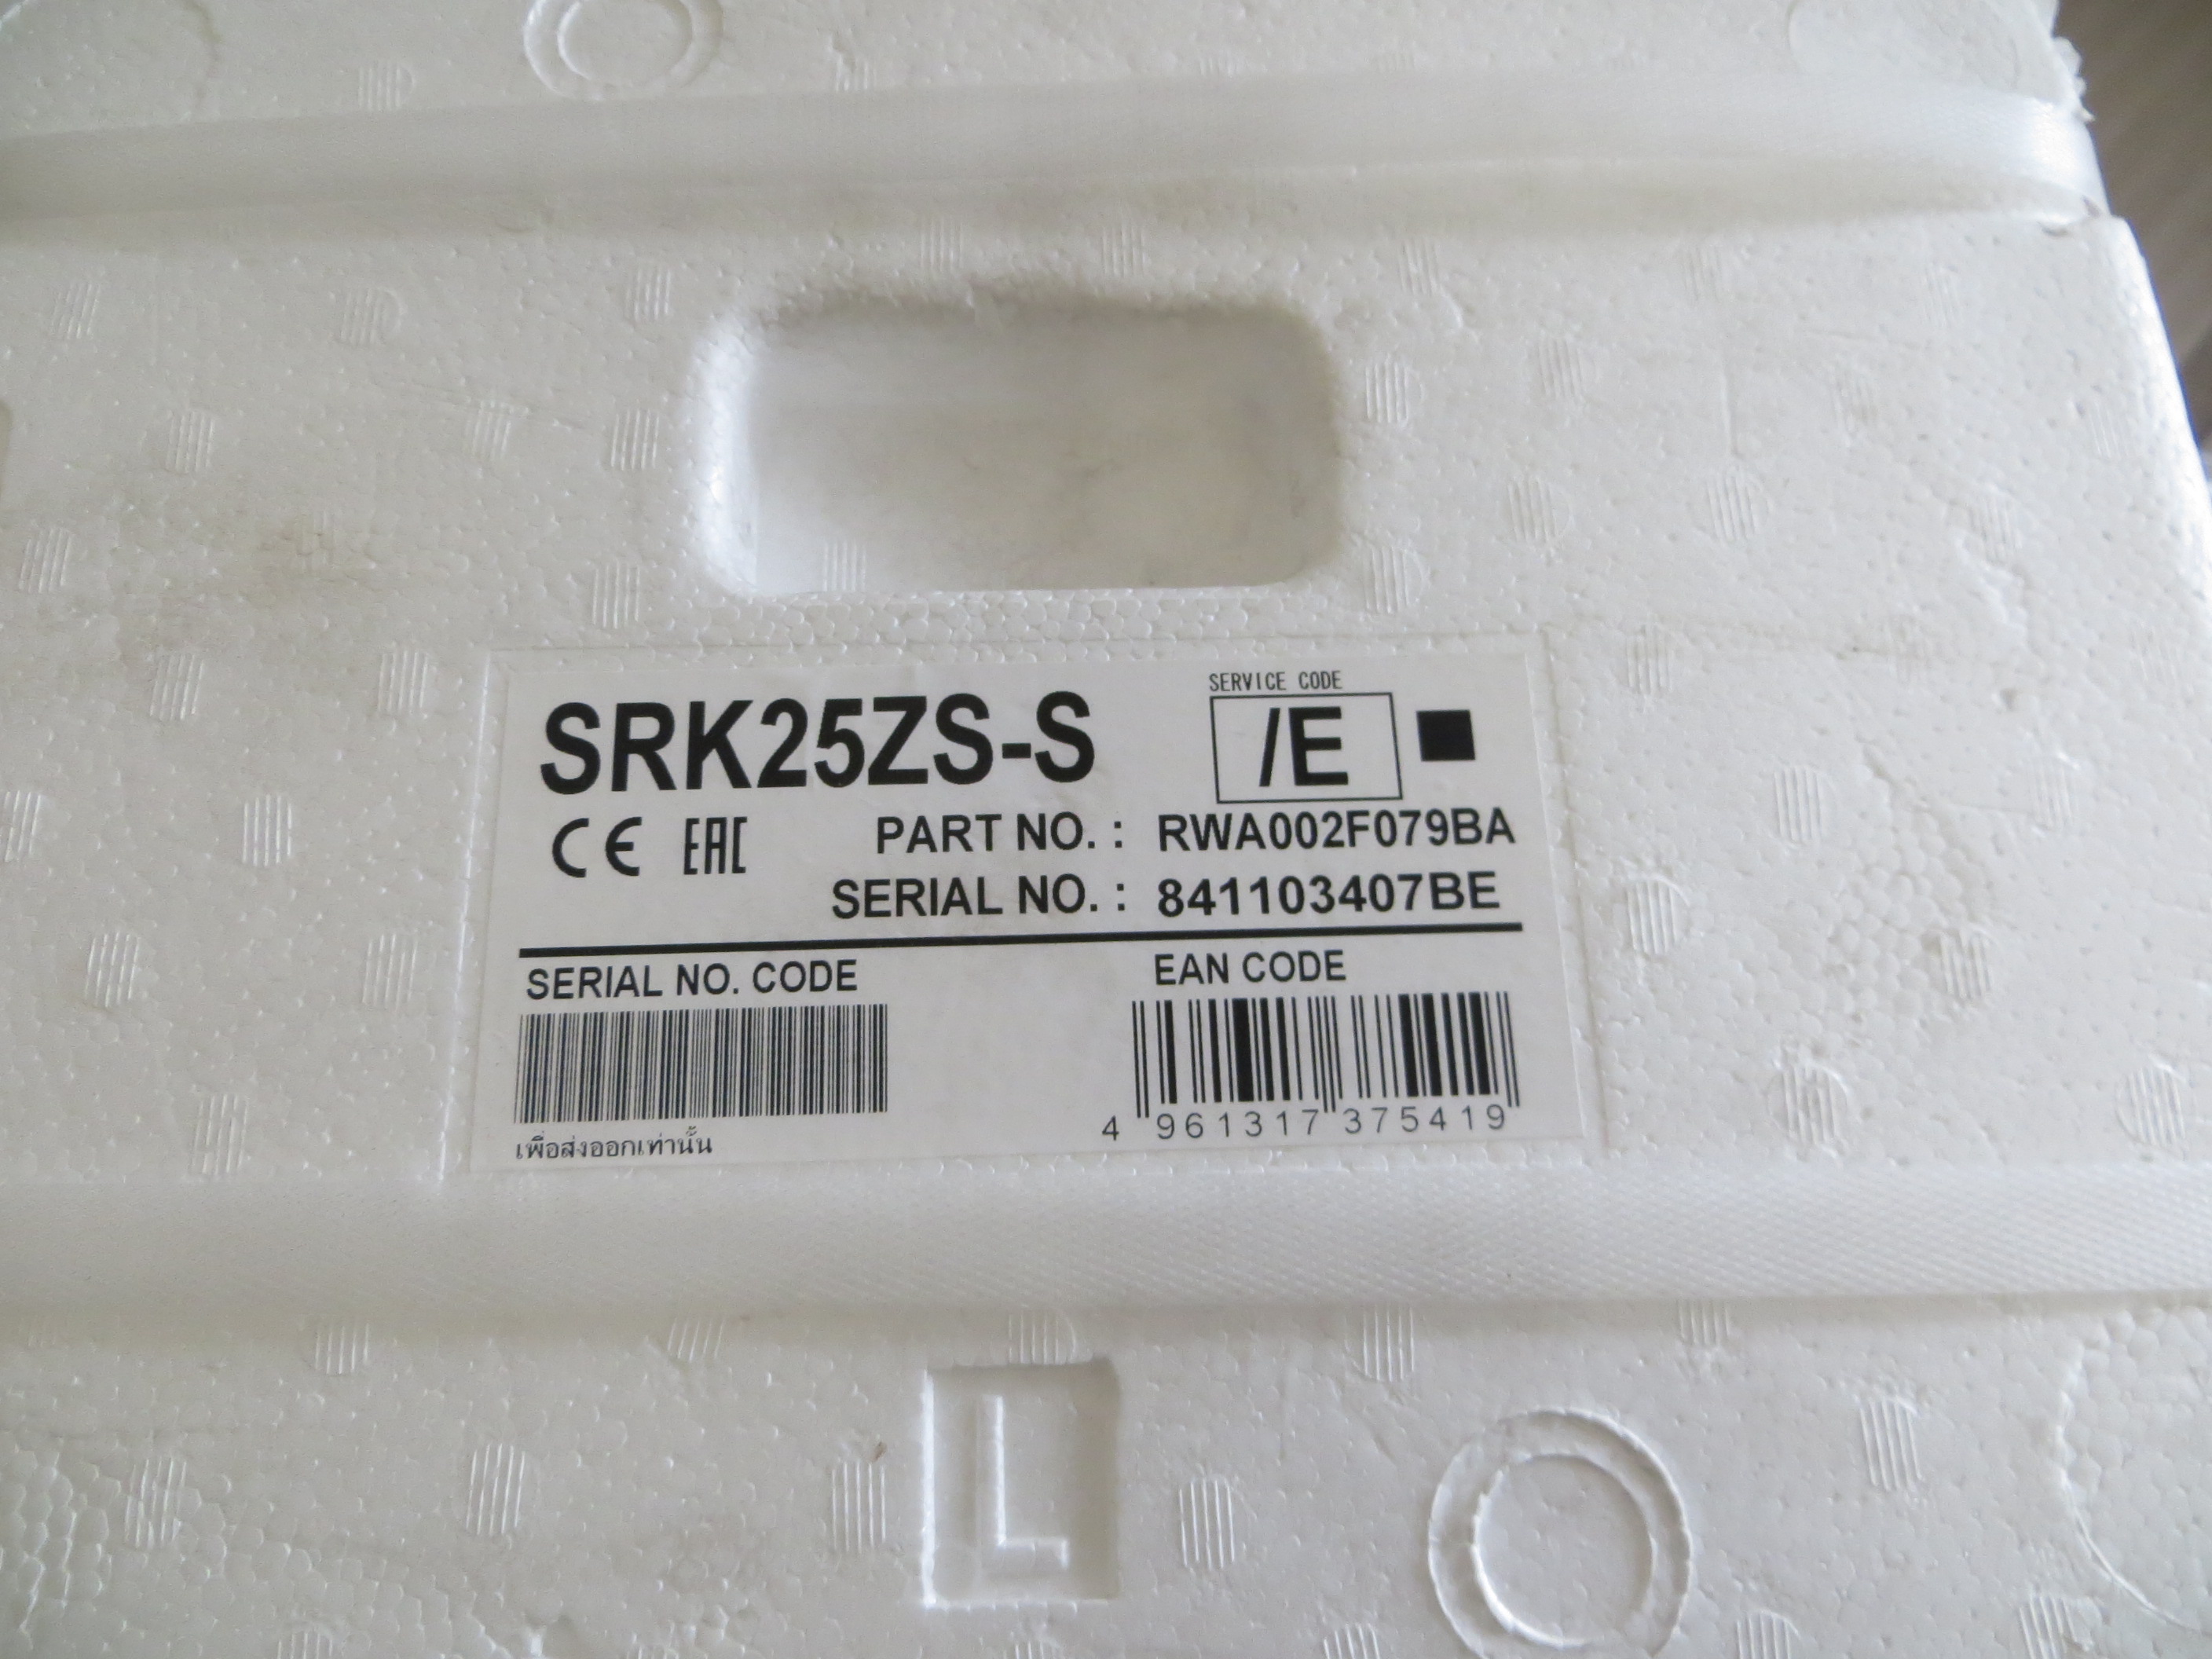 SRK25ZS-S
SERVICE CODE
/E
CE EAC
PART NO. : RWA002F079BA
SERIAL NO. : 841103407BE
SERIAL NO. CODE
EAN CODE
4 961317 375419
เพื่อส่งออกเท่านั้น
L